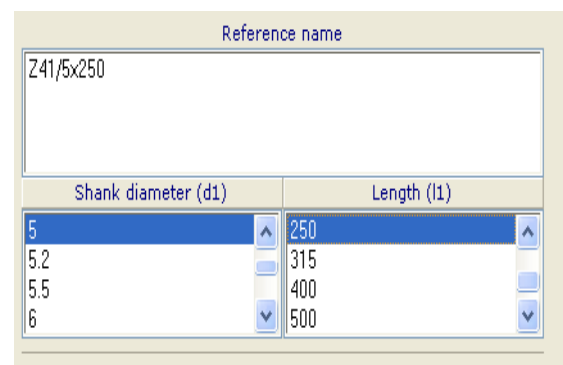 Reference name
Z41/5x250
Shank diameter (d1)
Length (l1)
5
250
5.2
315
5.5
400
6
500